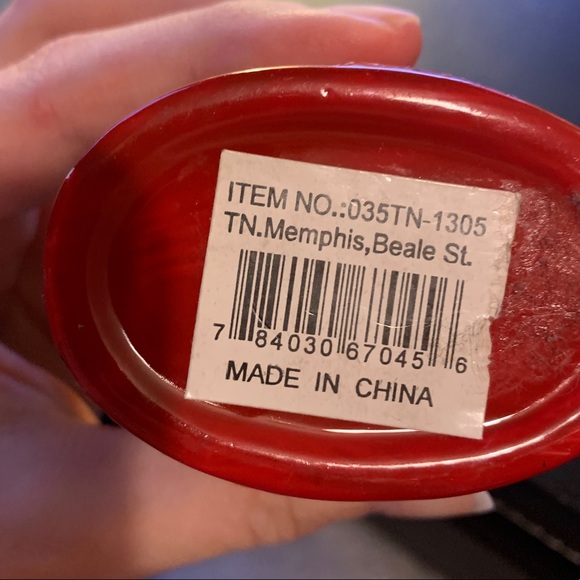 ITEM NO.:035TN-1305
TN.Memphis,Beale St.
7 84030 67045 6
MADE IN CHINA